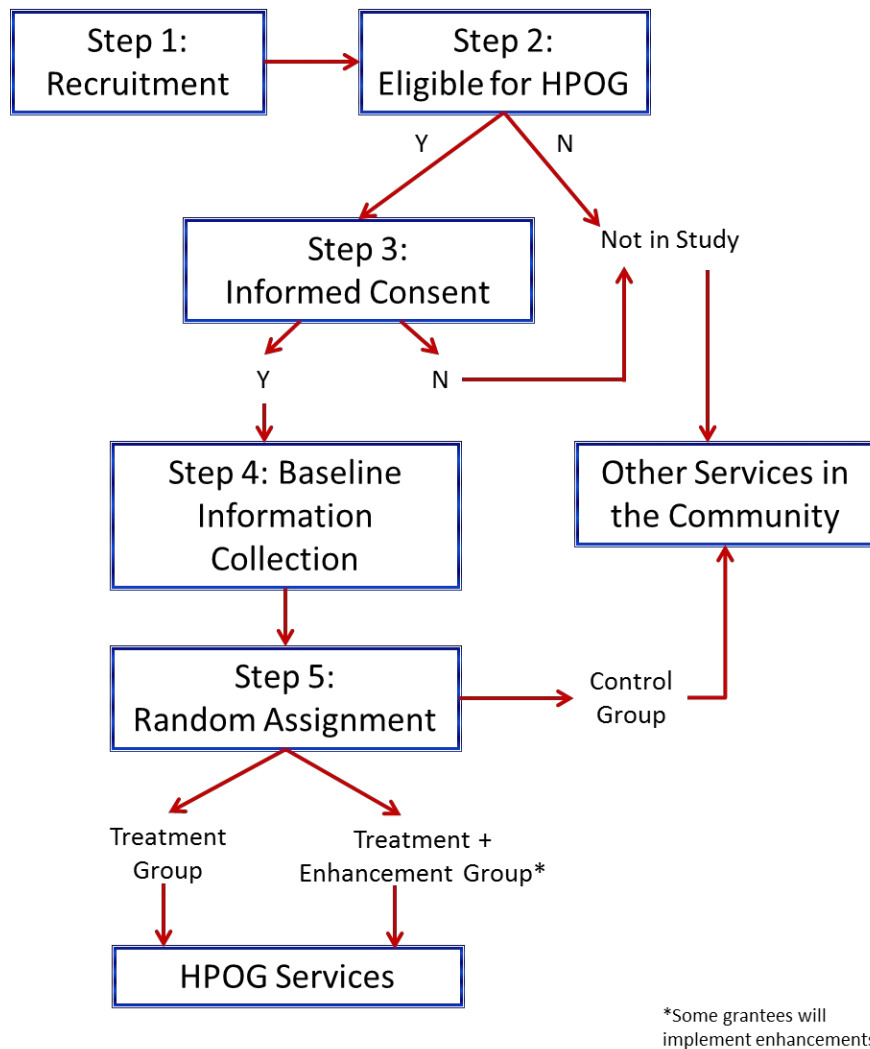 Step 1:
Recruitment
Step 2:
Eligible for HPOG
Y
N
Step 3:
Informed Consent
Not in Study
Y
N
Step 4: Baseline
Information
Collection
Other Services in
the Community
Step 5:
Random Assignment
Control
Group
Treatment
Group
Treatment +
Enhancement Group*
HPOG Services
*Some grantees will
implement enhancements